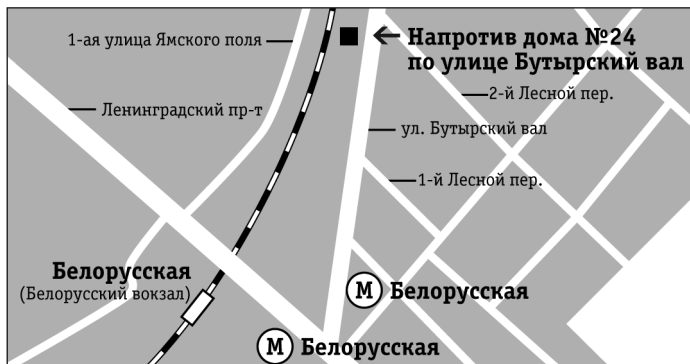 1-ая улица Ямского поля
Напротив дома №24
по улице Бутырский вал
2-й Лесной пер.
Ленинградский пр-т
ул. Бутырский вал
1-й Лесной пер.
Белорусская
(Белорусский вокзал)
М Белорусская
М Белорусская